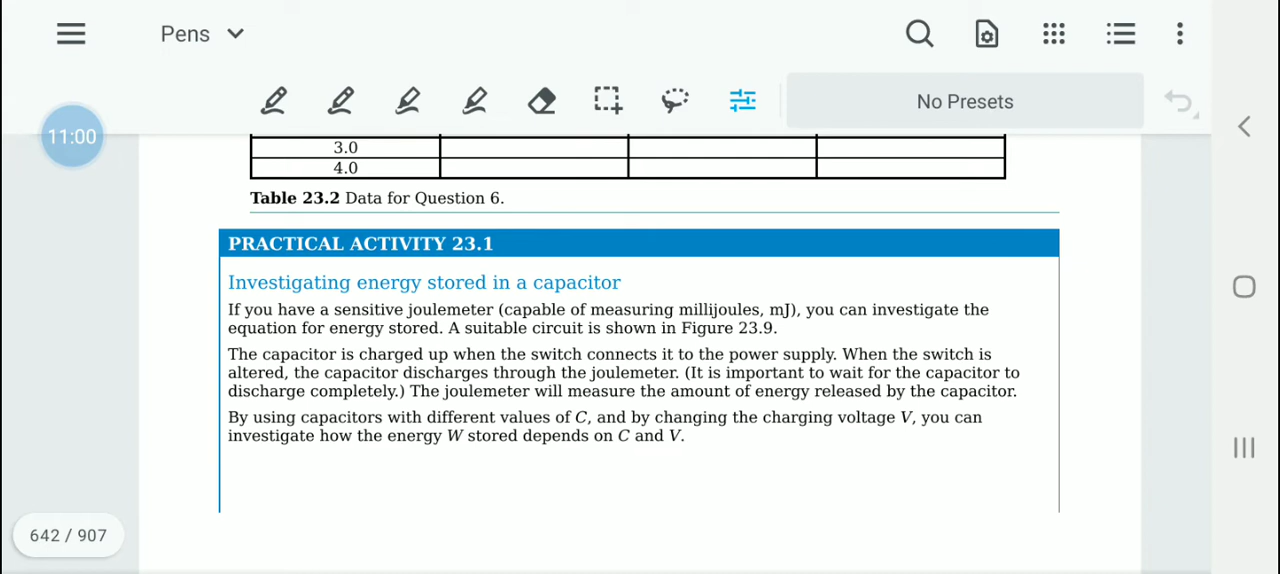 Pens
No Presets
11:00
3.0
4.0
Table 23.2 Data for Question 6.
PRACTICAL ACTIVITY 23.1
Investigating energy stored in a capacitor
If you have a sensitive joulemeter (capable of measuring millijoules, mJ), you can investigate the
equation for energy stored. A suitable circuit is shown in Figure 23.9.
The capacitor is charged up when the switch connects it to the power supply. When the switch is
altered, the capacitor discharges through the joulemeter. (It is important to wait for the capacitor to
discharge completely.) The joulemeter will measure the amount of energy released by the capacitor.
By using capacitors with different values of C, and by changing the charging voltage V, you can
investigate how the energy W stored depends on C and V.
642 / 907